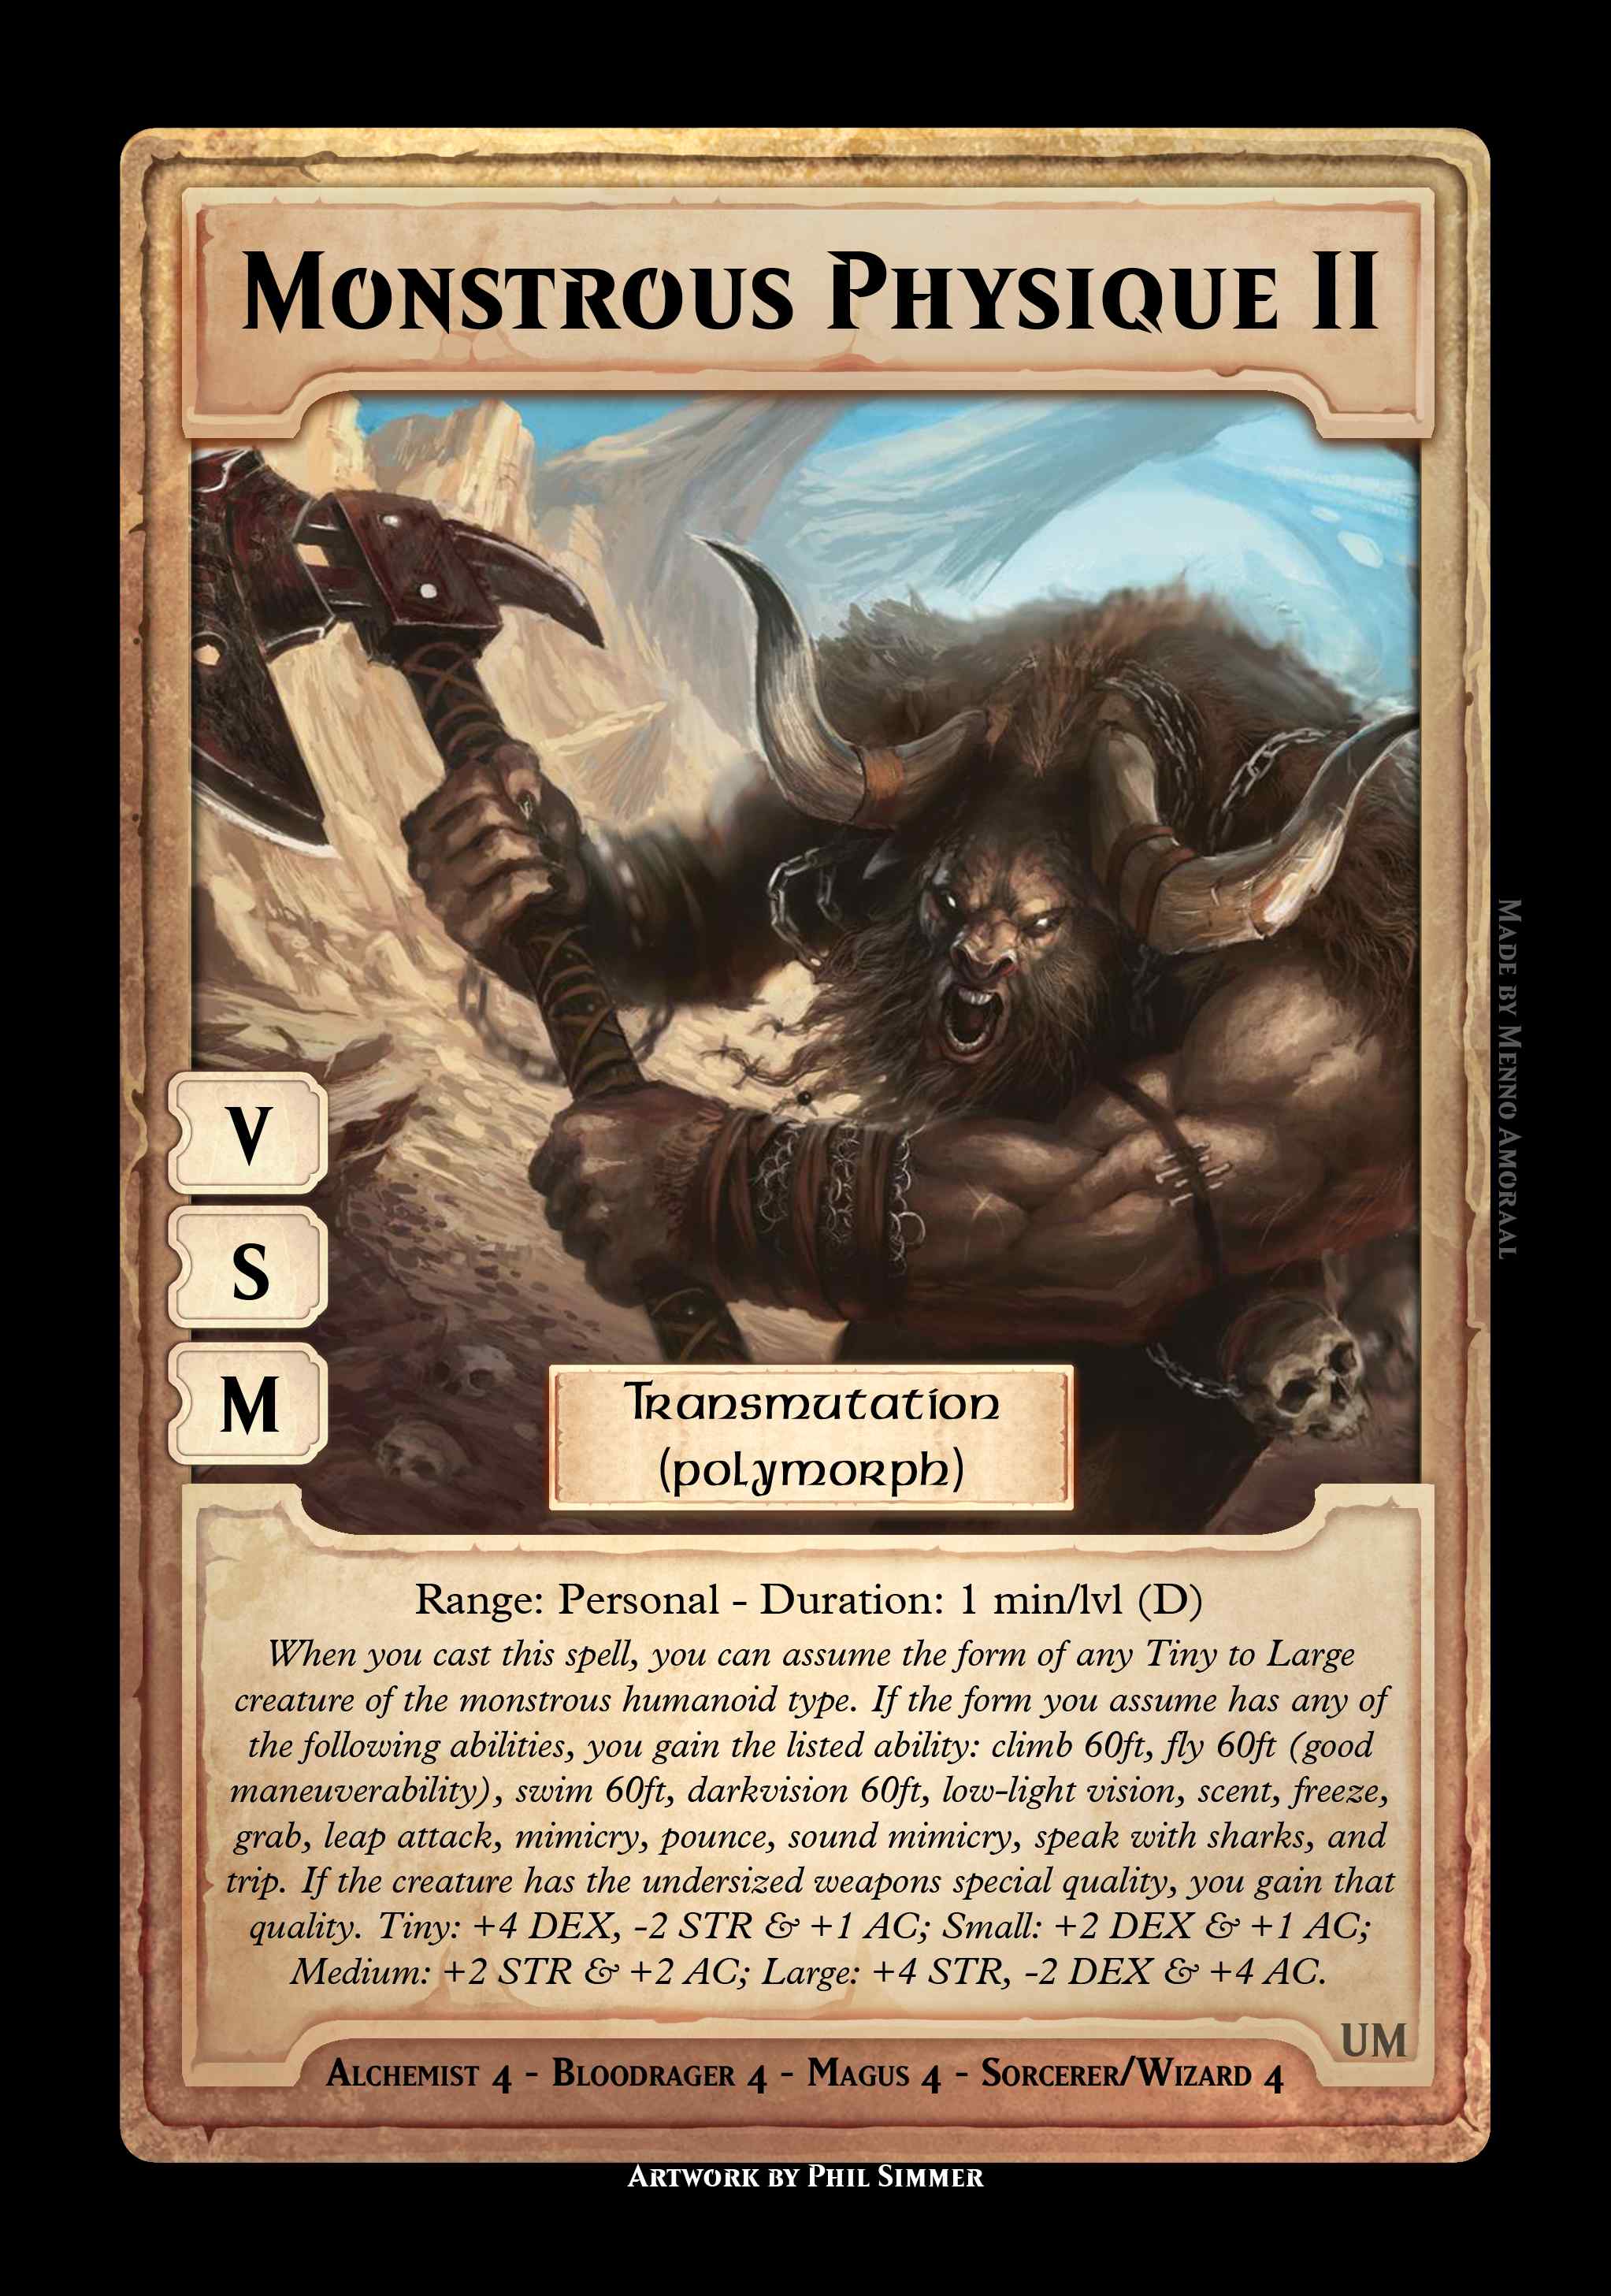 Monstrous Physique II
V
S
M
Transmutation
(polymorph)
Range: Personal - Duration: 1 min/lvl (D)
When you cast this spell, you can assume the form of any Tiny to Large
creature of the monstrous humanoid type. If the form you assume has any of
the following abilities, you gain the listed ability: climb 60ft, fly 60ft (good
maneuverability), swim 60ft, darkvision 60ft, low-light vision, scent, freeze,
grab, leap attack, mimicry, pounce, sound mimicry, speak with sharks, and
trip. If the creature has the undersized weapons special quality, you gain that
quality. Tiny: +4 DEX, -2 STR & +1 AC; Small: +2 DEX & +1 AC;
Medium: +2 STR & +2 AC; Large: +4 STR, -2 DEX & +4 AC.
UM
Alchemist 4 - Bloodrager 4 - Magus 4 - Sorcerer/Wizard 4
Artwork by Phil Simmer
Made by Menno Amoraal